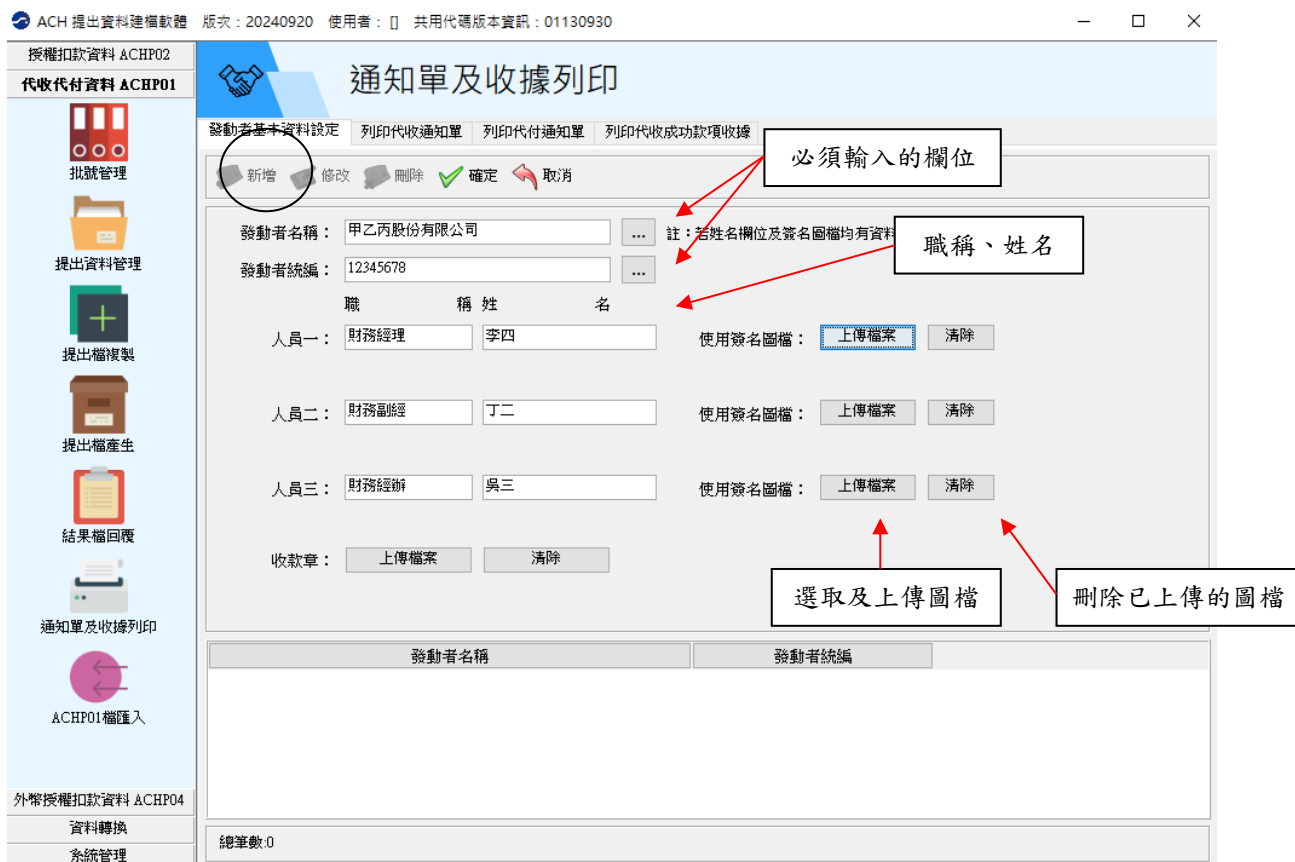 ACH 提出資料建檔軟體 版次：20240920 使用者： [] 共用代碼版本資訊：01130930
授權扣款資料 ACHP02
代收代付資料 ACHP01
批號管理
提出資料管理
提出檔複製
提出檔產生
結果檔回覆
通知單及收據列印
ACHP01檔匯入
外幣授權扣款資料 ACHP04
資料轉換
系統管理
通知單及收據列印
發動者基本資料設定 列印代收通知單 列印代付通知單 列印代收成功款項收據
必須輸入的欄位
新增 修改 刪除 確定 取消
發動者名稱： 甲乙丙股份有限公司 ... 註：若姓名欄位及簽名圖檔均有資料
職稱、姓名
發動者統編： 12345678 ...
職 稱 姓 名
人員一： 財務經理 李四 使用簽名圖檔： 上傳檔案 清除
人員二： 財務副經 丁二 使用簽名圖檔： 上傳檔案 清除
人員三： 財務經辦 吳三 使用簽名圖檔： 上傳檔案 清除
收款章： 上傳檔案 清除
選取及上傳圖檔 刪除已上傳的圖檔
發動者名稱 發動者統編
總筆數:0